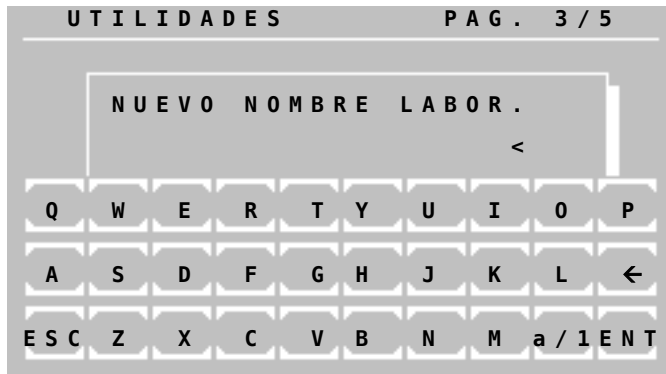 UTILIDADES PAG. 3/5
NUEVO NOMBRE LABOR.
<
Q W E R T Y U I O P
A S D F G H J K L ←
ESC Z X C V B N M a/1 ENT